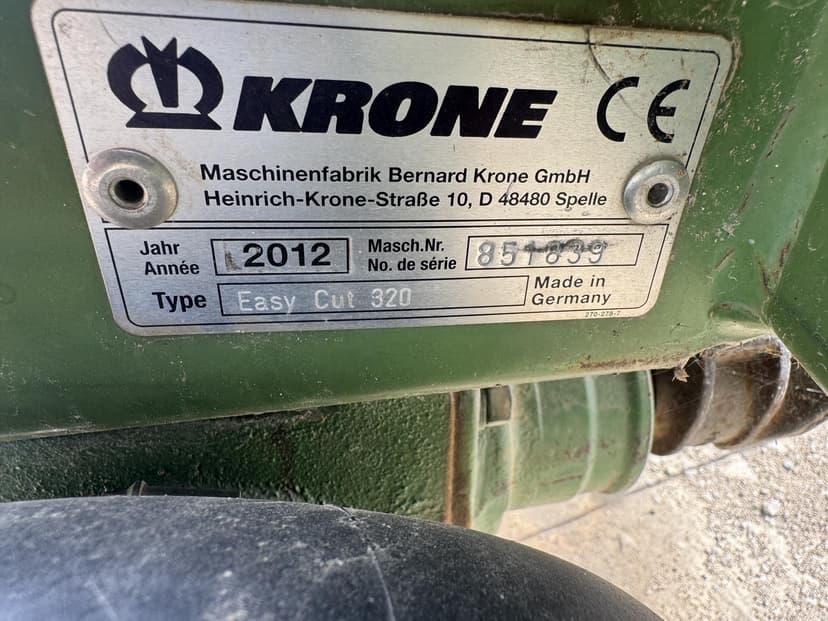 KRONE CE
Maschinenfabrik Bernard Krone GmbH
Heinrich-Krone-Straße 10, D 48480 Spelle
Jahr
Année
2012
Masch.Nr.
No. de série
851839
Type
Easy Cut 320
Made in
Germany
270-278-7